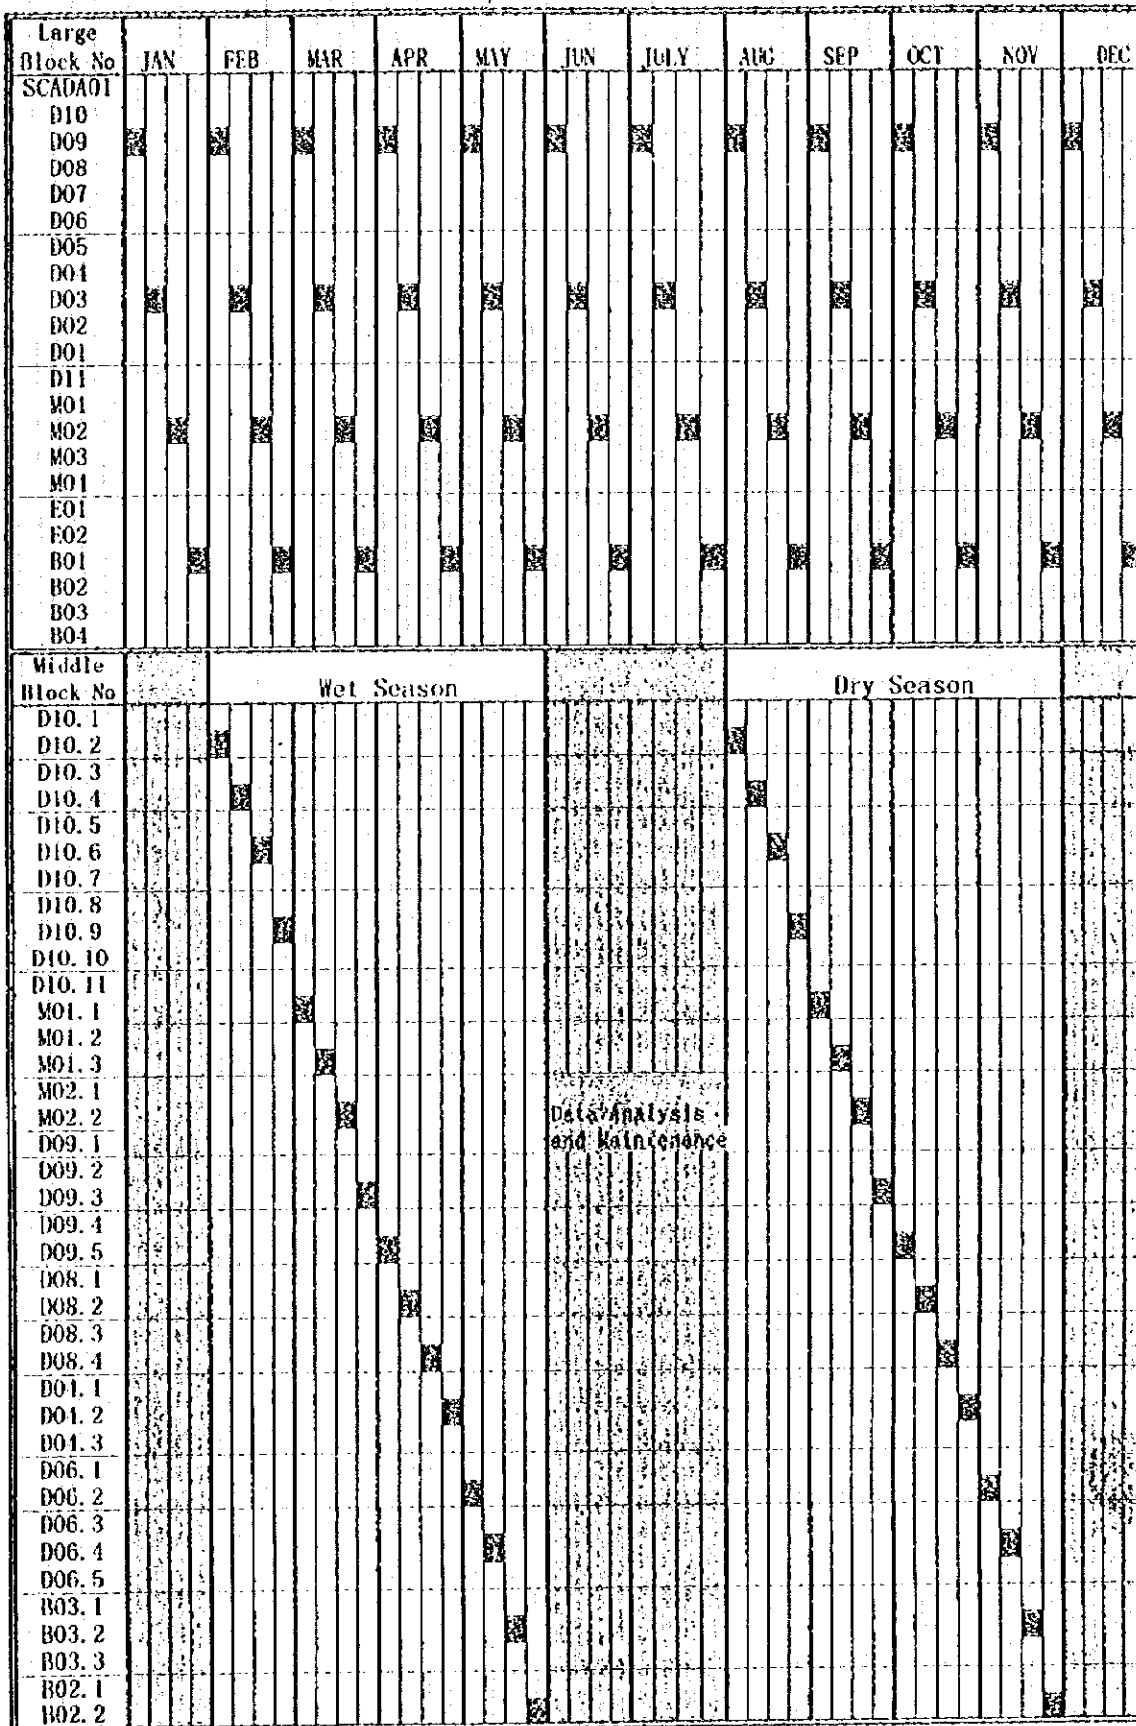 Large
Block No JAN FEB MAR APR MAY JUN JULY AUG SEP OCT NOV DEC
SCADA01
D10
D09
D08
D07
D06
D05
D04
D03
D02
D01
D11
M01
M02
M03
M01
E01
E02
B01
B02
B03
B04
Middle
Block No Wet Season Dry Season
D10.1
D10.2
D10.3
D10.4
D10.5
D10.6
D10.7
D10.8
D10.9
D10.10
D10.11
M01.1
M01.2
M01.3
M02.1
M02.2 Data Analysis
D09.1 and Maintenance
D09.2
D09.3
D09.4
D09.5
D08.1
D08.2
D08.3
D08.4
D01.1
D01.2
D01.3
D06.1
D06.2
D06.3
D06.4
D06.5
B03.1
B03.2
B03.3
B02.1
B02.2